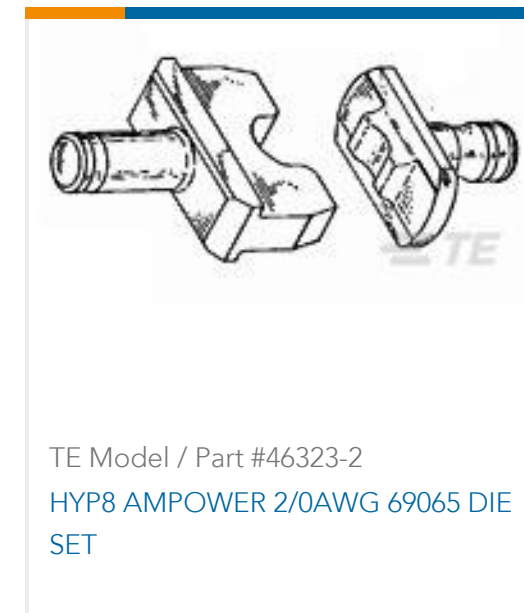 TE
TE Model / Part #46323-2
HYP8 AMPOWER 2/0AWG 69065 DIE
SET